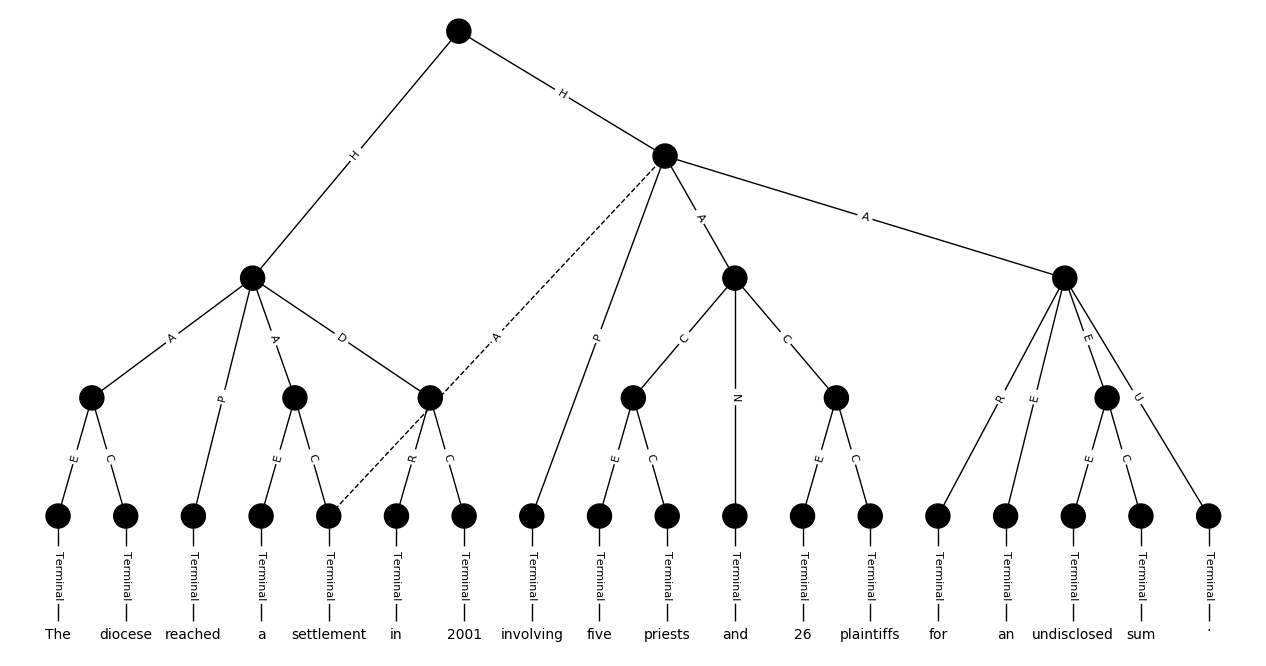 H
H
A
A
A
D
A
P
P
C
C
A
P
N
R
E
E
U
E
C
E
C
R
C
E
C
E
C
E
C
Terminal Terminal Terminal Terminal Terminal Terminal Terminal Terminal Terminal Terminal Terminal Terminal Terminal Terminal Terminal Terminal Terminal Terminal
The diocese reached a settlement in 2001 involving five priests and 26 plaintiffs for an undisclosed sum .